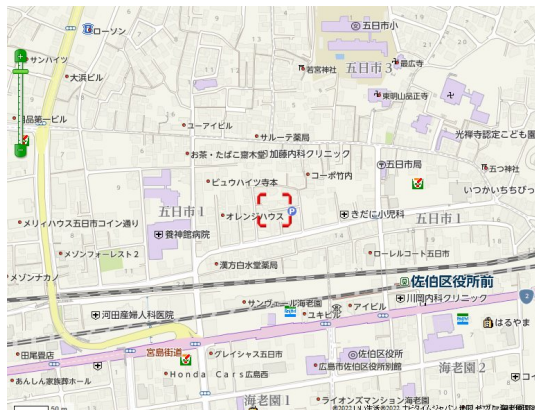 ローソン
五日市小
サンハイツ
大浜ビル
若宮神社
五日市3
最広寺
東明山品正寺
ユーアイビル
サルーテ薬局
光禅寺認定こども園
お茶・たばこ齋木堂
加藤内科クリニック
五日市局
五つ神社
ビュウハイツ寺本
コーポ竹内
いつかいちちびっ
五日市1
オレンジハウス
P
きだに小児科
五日市1
メリィハウス五日市コイン通り
養神館病院
メゾンフォーレスト2
ローレルコート五日市
漢方白水堂薬局
メゾンナカノ
佐伯区役所前
サンヴェール海老園
アイビル
川岡内科クリニック
2
河田産婦人科医院
ユキビル
はるやま
田尾畳店
宮島街道
グレイシャス五日市
佐伯区役所
Honda Cars広島西
広島市佐伯区役所別館
海老園2
あんしん家族葬ホール
コイ
海老園1
ライオンズマンション海老園
50 m